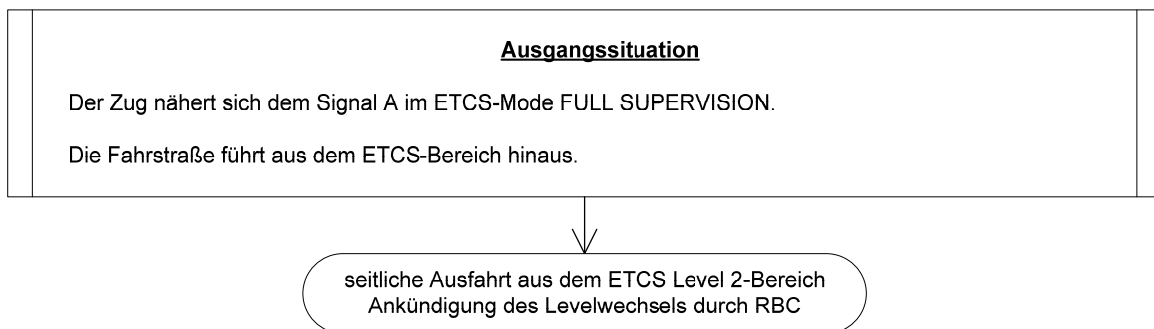 Ausgangssituation
Der Zug nähert sich dem Signal A im ETCS-Mode FULL SUPERVISION.
Die Fahrstraße führt aus dem ETCS-Bereich hinaus.
seitliche Ausfahrt aus dem ETCS Level 2-Bereich
Ankündigung des Levelwechsels durch RBC